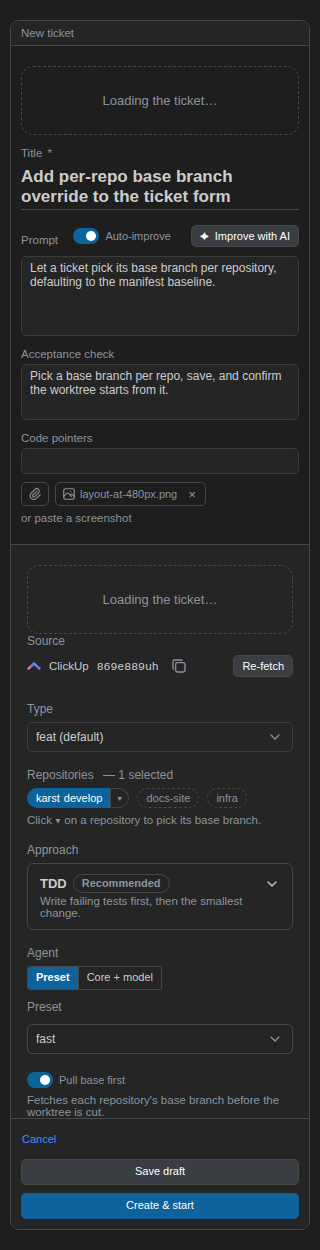 New ticket
Loading the ticket…
Title *
Add per-repo base branch
override to the ticket form
Prompt
Auto-improve
Improve with AI
Let a ticket pick its base branch per repository,
defaulting to the manifest baseline.
Acceptance check
Pick a base branch per repo, save, and confirm
the worktree starts from it.
Code pointers
layout-at-480px.png ×
or paste a screenshot
Loading the ticket…
Source
ClickUp 869e889uh
Re-fetch
Type
feat (default)
Repositories — 1 selected
karst develop ▾ docs-site infra
Click ▾ on a repository to pick its base branch.
Approach
TDD Recommended
Write failing tests first, then the smallest
change.
Agent
Preset Core + model
Preset
fast
Pull base first
Fetches each repository's base branch before the
worktree is cut.
Cancel
Save draft
Create & start